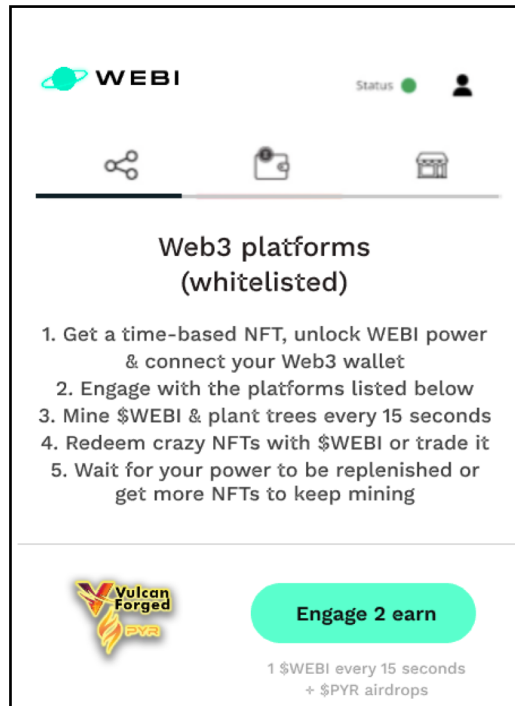 WEBI
Status
Web3 platforms
(whitelisted)
1. Get a time-based NFT, unlock WEBI power
& connect your Web3 wallet
2. Engage with the platforms listed below
3. Mine $WEBI & plant trees every 15 seconds
4. Redeem crazy NFTs with $WEBI or trade it
5. Wait for your power to be replenished or
get more NFTs to keep mining
Vulcan
Forged
PYR
Engage 2 earn
1 $WEBI every 15 seconds
+ $PYR airdrops